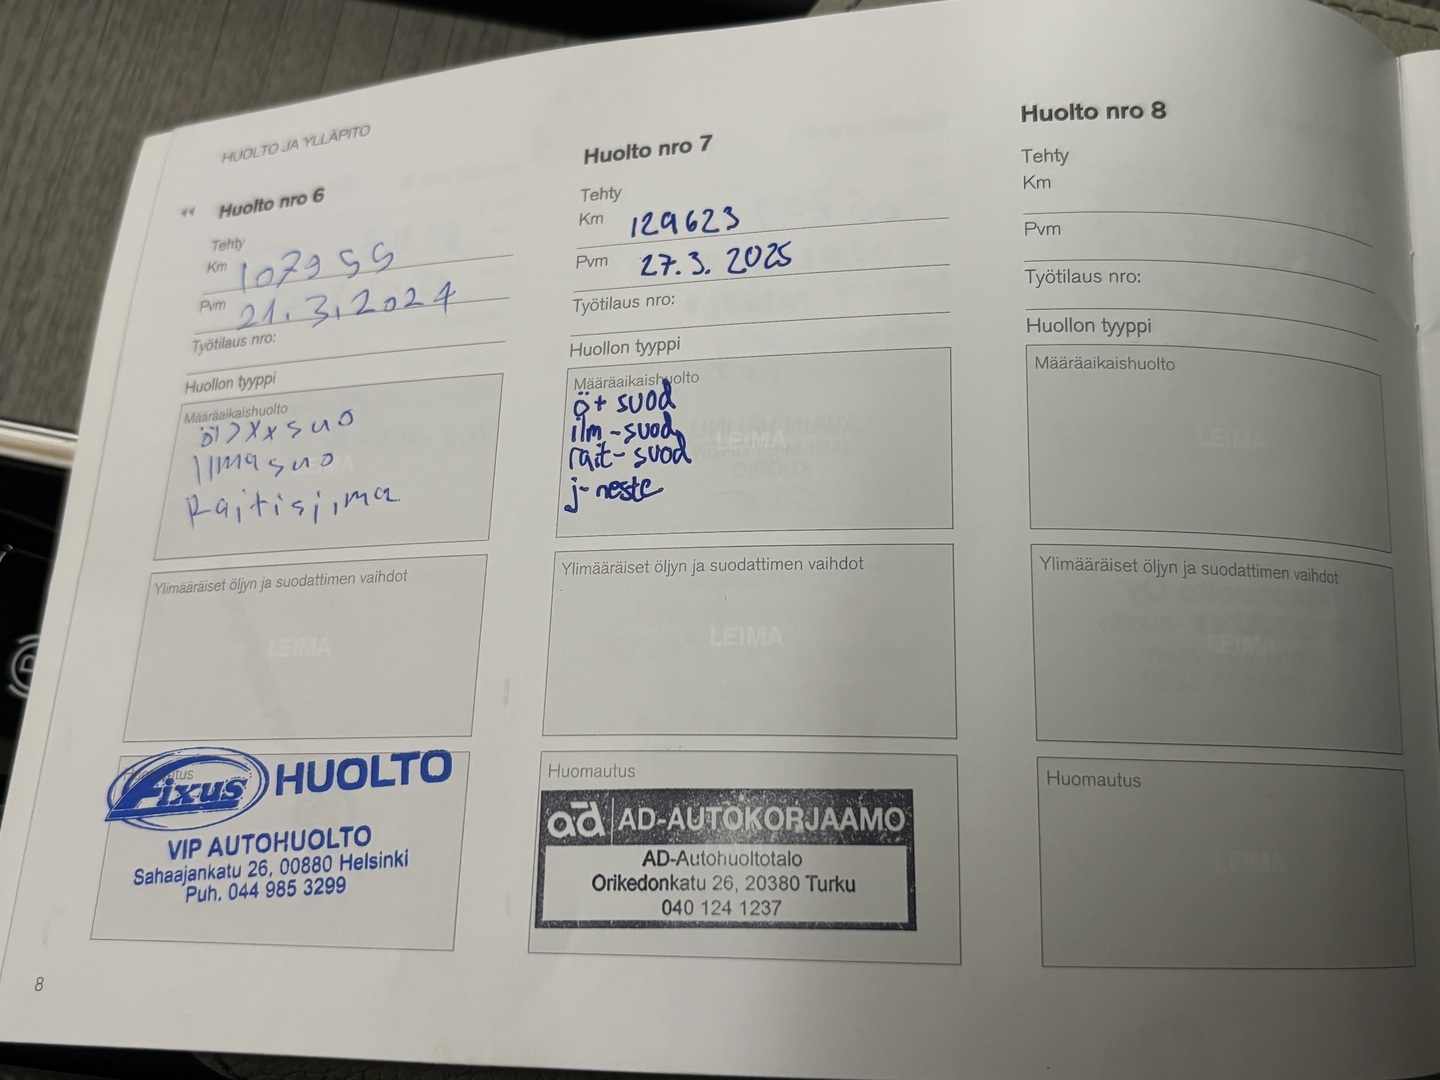 HUOLTO JA YLLÄPITO
Huolto nro 6
Tehty
Km 107955
Pvm 21.3.2024
Työtilaus nro:
Huollon tyyppi
Määräaikaishuolto
ilmasuo
Raitisilma
LEIMA
Ylimääräiset öljyn ja suodattimen vaihdot
LEIMA
Huomautus
fixus HUOLTO
VIP AUTOHUOLTO
Sahaajankatu 26, 00880 Helsinki
Puh. 044 985 3299
8
Huolto nro 7
Tehty
Km 129623
Pvm 27.3. 2025
Työtilaus nro:
Huollon tyyppi
Määräaikaishuolto
ö+ suod
ilm-suod
LEIMA
rait-suod
j-neste
Ylimääräiset öljyn ja suodattimen vaihdot
LEIMA
Huomautus
ad AD-AUTOKORJAAMO
AD-Autohuoltotalo
Orikedonkatu 26, 20380 Turku
040 124 1237
Huolto nro 8
Tehty
Km
Pvm
Työtilaus nro:
Huollon tyyppi
Määräaikaishuolto
LEIMA
Ylimääräiset öljyn ja suodattimen vaihdot
LEIMA
Huomautus
LEIMA